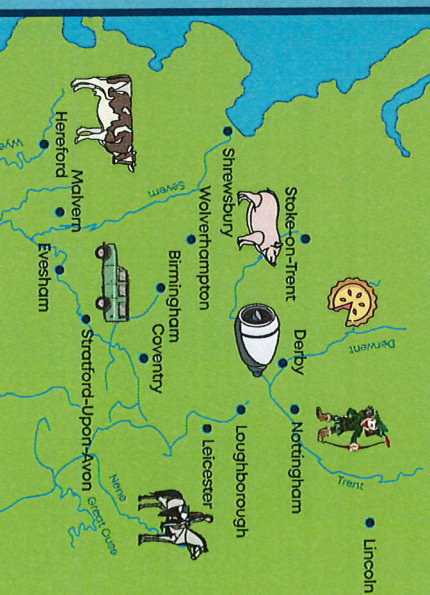 Lincoln
Derwent
Trent
Stoke-on-Trent
Derby
Nottingham
Shrewsbury
Loughborough
Wolverhampton
Leicester
Severn
Birmingham
Coventry
Nene
Great Ouse
Stratford-Upon-Avon
Malvern
Hereford
Evesham
Wye